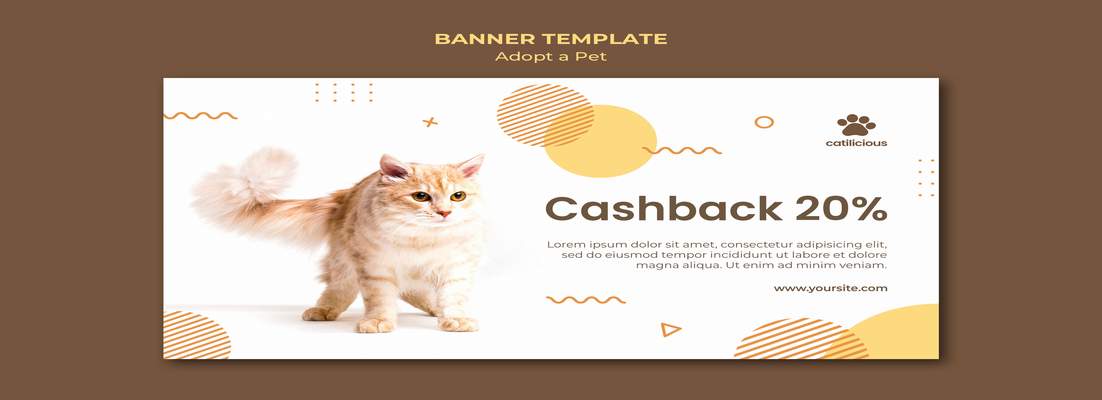 BANNER TEMPLATE
Adopt a Pet
catilicious
Cashback 20%
Lorem ipsum dolor sit amet, consectetur adipisicing elit,
sed do eiusmod tempor incididunt ut labore et dolore
magna aliqua. Ut enim ad minim veniam.
www.yoursite.com